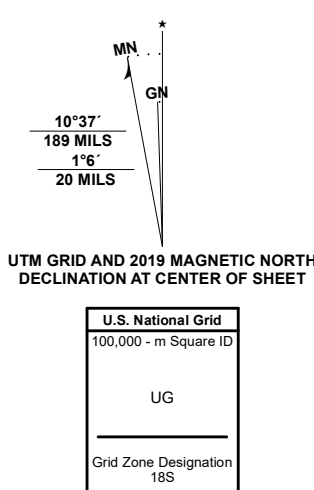 ★
MN
GN
10°37´
189 MILS
1°6´
20 MILS
UTM GRID AND 2019 MAGNETIC NORTH
DECLINATION AT CENTER OF SHEET
U.S. National Grid
100,000 - m Square ID
UG
Grid Zone Designation
18S